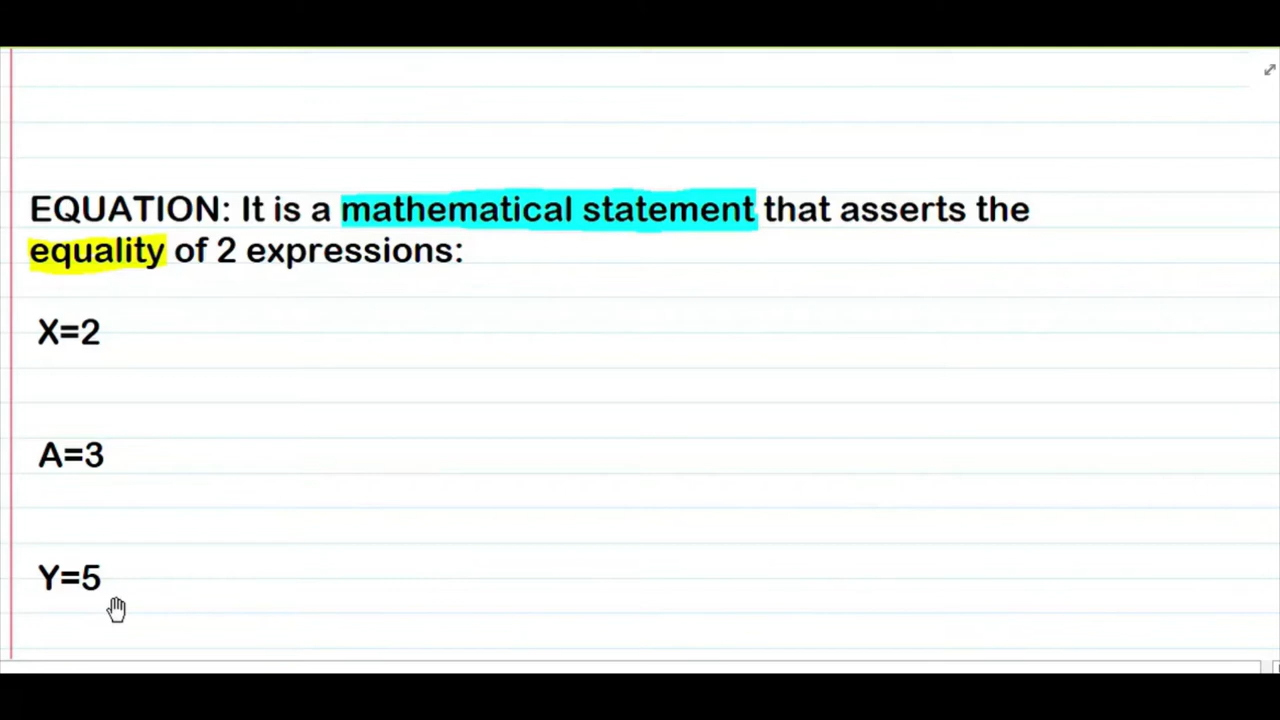 EQUATION: It is a mathematical statement that asserts the
equality of 2 expressions:
X=2
A=3
Y=5